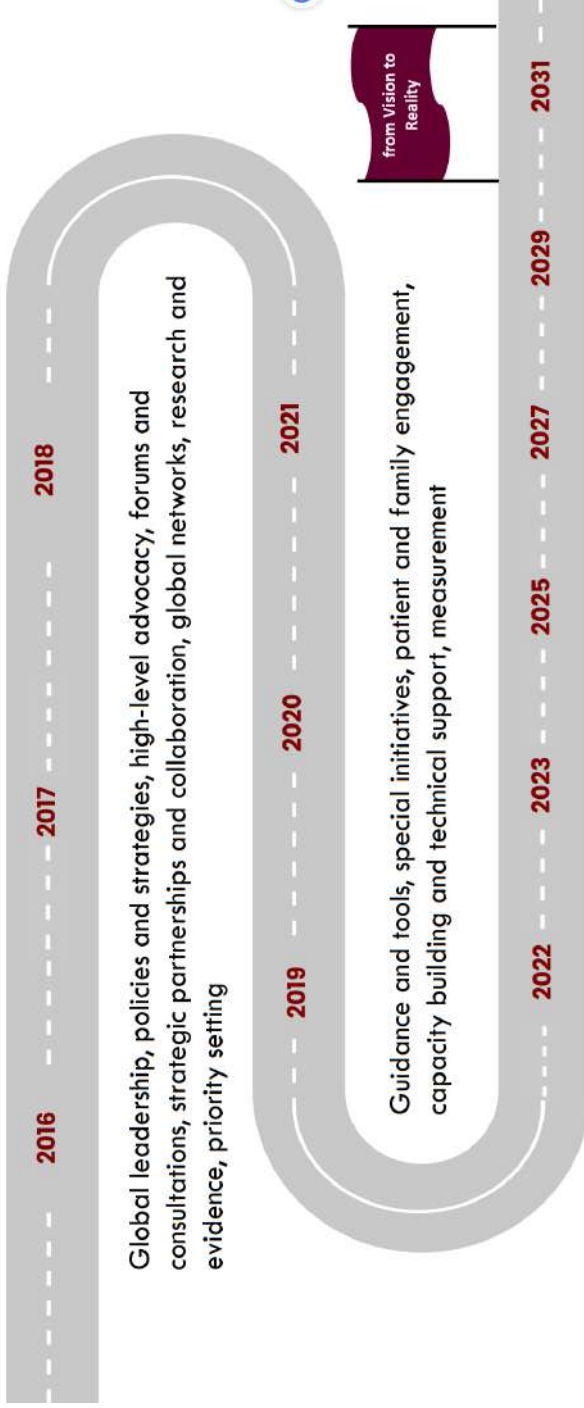 2016
2017
2018
Global leadership, policies and strategies, high-level advocacy, forums and
consultations, strategic partnerships and collaboration, global networks, research and
evidence, priority setting
2019
2020
2021
Guidance and tools, special initiatives, patient and family engagement,
capacity building and technical support, measurement
from Vision to
Reality
2022
2023
2025
2027
2029
2031